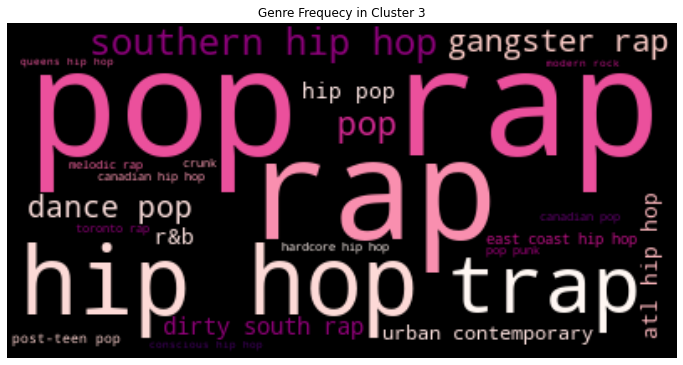 Genre Frequecy in Cluster 3
southern hip hop
gangster rap
queens hip hop
modern rock
pop rap
hip pop
pop
melodic rap
crunk
canadian hip hop
rap
dance pop
atl hip hop
canadian pop
toronto rap
r&b
east coast hip hop
hardcore hip hop
pop punk
hip hop
trap
dirty south rap
urban contemporary
post-teen pop
conscious hip hop